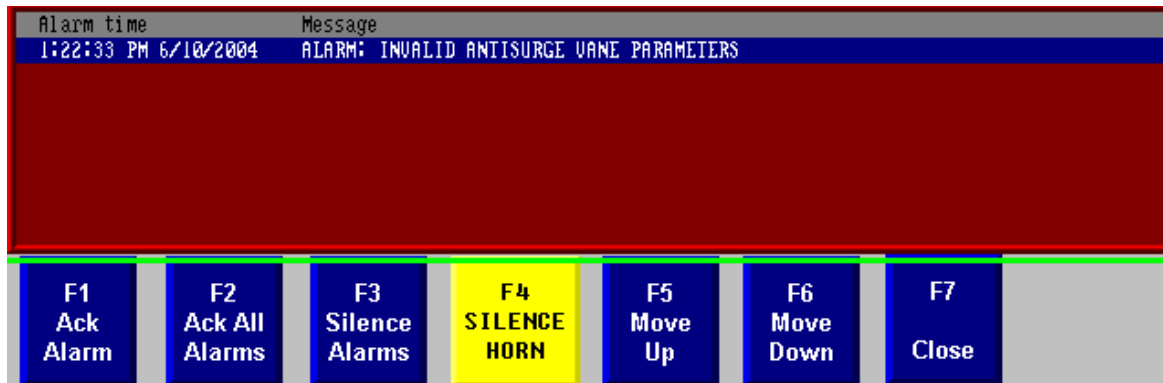 Alarm time Message
1:22:33 PM 6/10/2004 ALARM: INVALID ANTISURGE VANE PARAMETERS
F1
Ack
Alarm
F2
Ack All
Alarms
F3
Silence
Alarms
F4
SILENCE
HORN
F5
Move
Up
F6
Move
Down
F7
Close